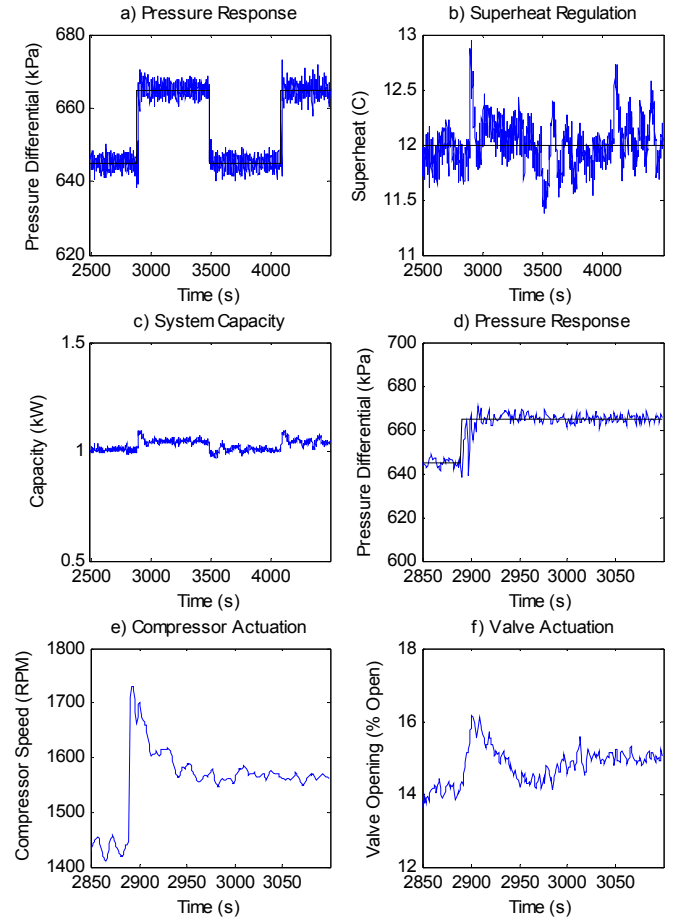 a) Pressure Response
Pressure Differential (kPa)
680
660
640
620
2500 3000 3500 4000
Time (s)
b) Superheat Regulation
Superheat (C)
13
12.5
12
11.5
11
2500 3000 3500 4000
Time (s)
c) System Capacity
Capacity (kW)
1.5
1
0.5
2500 3000 3500 4000
Time (s)
d) Pressure Response
Pressure Differential (kPa)
700
680
660
640
620
600
2850 2900 2950 3000 3050
Time (s)
e) Compressor Actuation
Compressor Speed (RPM)
1800
1700
1600
1500
1400
2850 2900 2950 3000 3050
Time (s)
f) Valve Actuation
Valve Opening (% Open)
18
16
14
12
2850 2900 2950 3000 3050
Time (s)